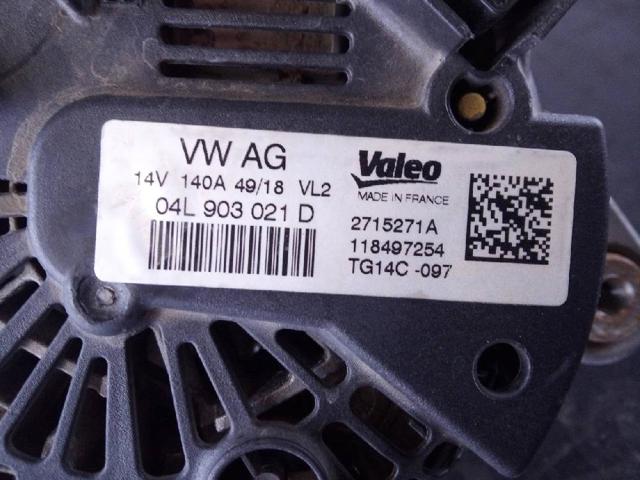 VW AG
14V 140A 49/18 VL2
04L 903 021 D
Valeo
MADE IN FRANCE
2715271A
118497254
TG14C -097